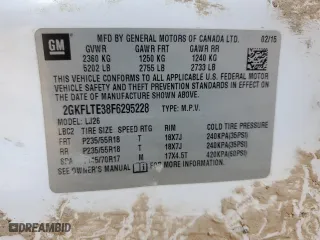 GM
MFD BY GENERAL MOTORS OF CANADA LTD. 02/15
GVWR GAWR FRT GAWR RR
2360 KG 1250 KG 1240 KG
5202 LB 2755 LB 2733 LB
THIS VEHICLE CONFORMS TO ALL APPLICABLE U.S. FEDERAL MOTOR
VEHICLE SAFETY AND THEFT PREVENTION STANDARDS IN EFFECT ON
THE DATE OF MANUFACTURE SHOWN ABOVE.
2GKFLTE38F6295228 TYPE: M.P.V.
MODEL: LJ26
LBC2 TIRE SIZE SPEED RTG RIM COLD TIRE PRESSURE
FRT P235/55R18 T 18X7J 240KPA(35PSI)
RR P235/55R18 T 18X7J 240KPA(35PSI)
70R17 M 17X4.5T 420KPA(60PSI)
SEE OWNER'S MANUAL FOR ADDITIONAL INFORMATION.